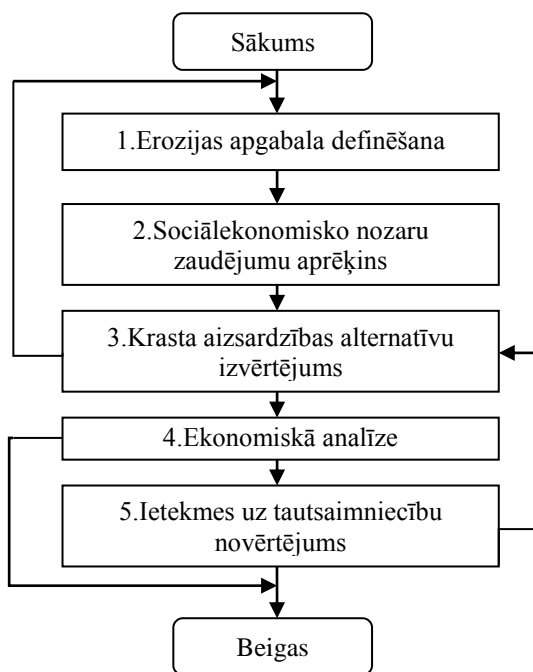 Sākums
1.Erozijas apgabala definēšana
2.Sociālekonomisko nozaru
zaudējumu aprēķins
3.Krasta aizsardzības alternatīvu
izvērtējums
4.Ekonomiskā analīze
5.Ietekmes uz tautsaimniecību
novērtējums
Beigas